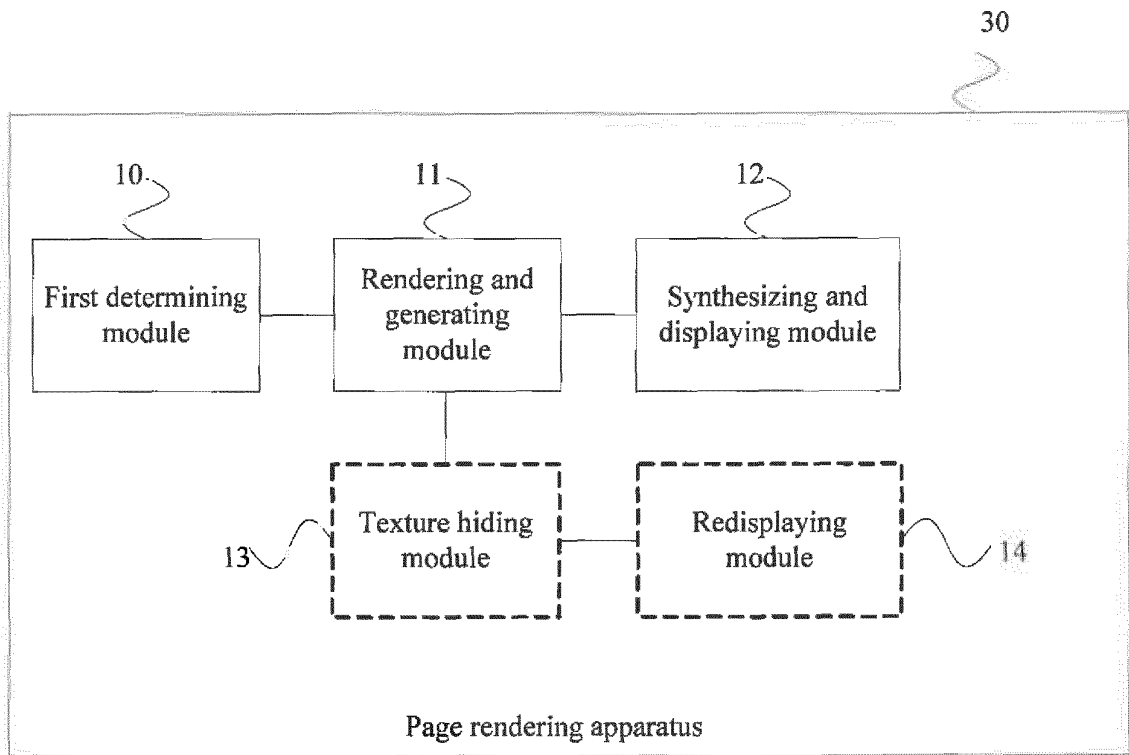 30
10
11
12
First determining
module
Rendering and
generating
module
Synthesizing and
displaying module
13
Texture hiding
module
Redisplaying
module
14
Page rendering apparatus